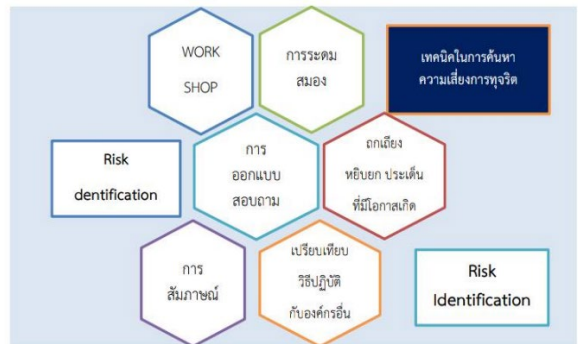 WORK
SHOP
การระดม
สมอง
เทคนิคในการค้นหา
ความเสี่ยงการทุจริต
Risk
dentification
การ
ออกแบบ
สอบถาม
ถกเถียง
หยิบยก ประเด็น
ที่มีโอกาสเกิด
การ
สัมภาษณ์
เปรียบเทียบ
วิธีปฏิบัติ
กับองค์กรอื่น
Risk
Identification